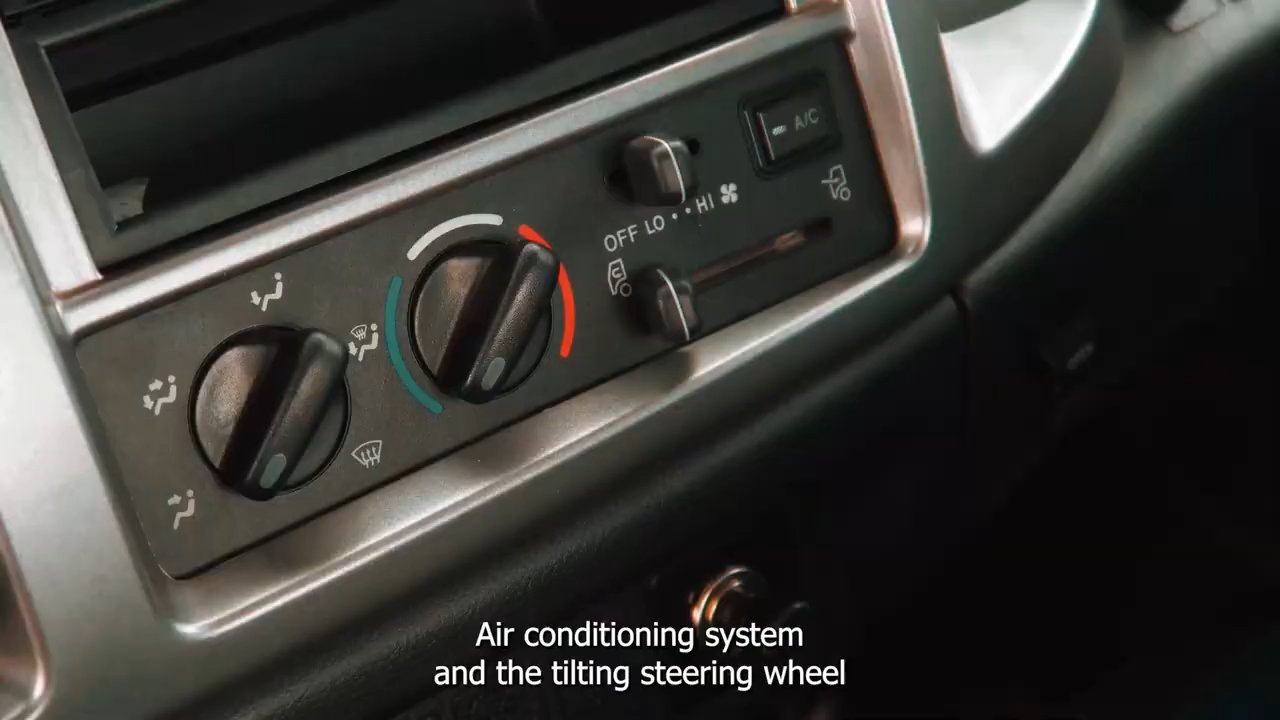 A/C
OFF LO • • HI
Air conditioning system
and the tilting steering wheel